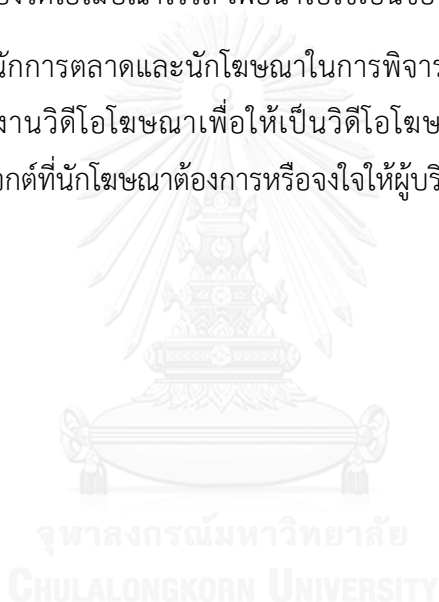 นักการตลาดและนักโฆษณาในการพิจาร
งานวิดีโอโฆษณาเพื่อให้เป็นวิดีโอโฆษ
จกต์ที่นักโฆษณาต้องการหรือจงใจให้ผู้บริ
จุฬาลงกรณ์มหาวิทยาลัย
CHULALONGKORN UNIVERSITY